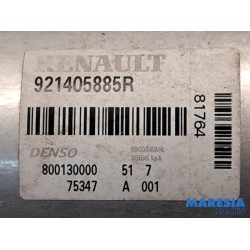 RENAULT
921405885R
81764
DENSO
800130000 51 7
75347 A 001
MARESIA